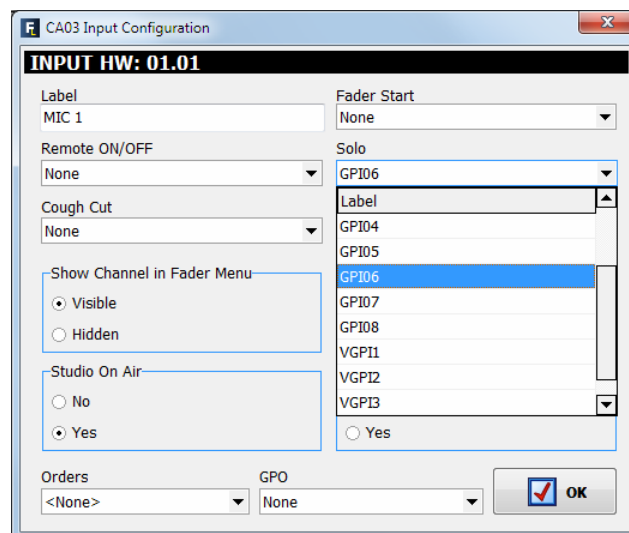 CA03 Input Configuration
INPUT HW: 01.01
Label
MIC 1
Fader Start
None
Remote ON/OFF
None
Solo
GPI06
Cough Cut
None
Label
GPI04
GPI05
GPI06
GPI07
GPI08
VGPI1
VGPI2
VGPI3
Show Channel in Fader Menu
Visible
Hidden
Studio On Air
No
Yes
Yes
Orders
<None>
GPO
None
OK